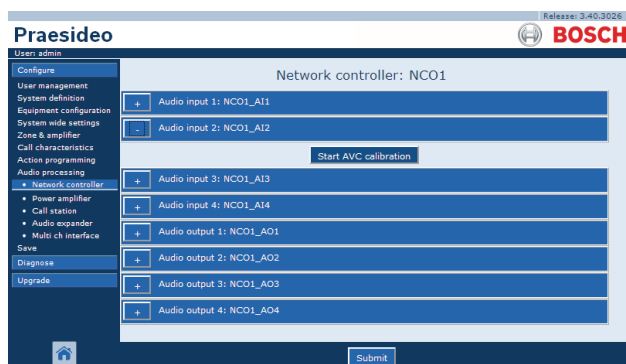 Release: 3.40.3026
Praesideo
BOSCH
User: admin
Configure
User management
System definition
Equipment configuration
System wide settings
Zone & amplifier
Call characteristics
Action programming
Audio processing
• Network controller
• Power amplifier
• Call station
• Audio expander
• Multi ch interface
Save
Diagnose
Upgrade
Network controller: NCO1
+ Audio input 1: NCO1_AI1
- Audio input 2: NCO1_AI2
Start AVC calibration
+ Audio input 3: NCO1_AI3
+ Audio input 4: NCO1_AI4
+ Audio output 1: NCO1_AO1
+ Audio output 2: NCO1_AO2
+ Audio output 3: NCO1_AO3
+ Audio output 4: NCO1_AO4
Submit